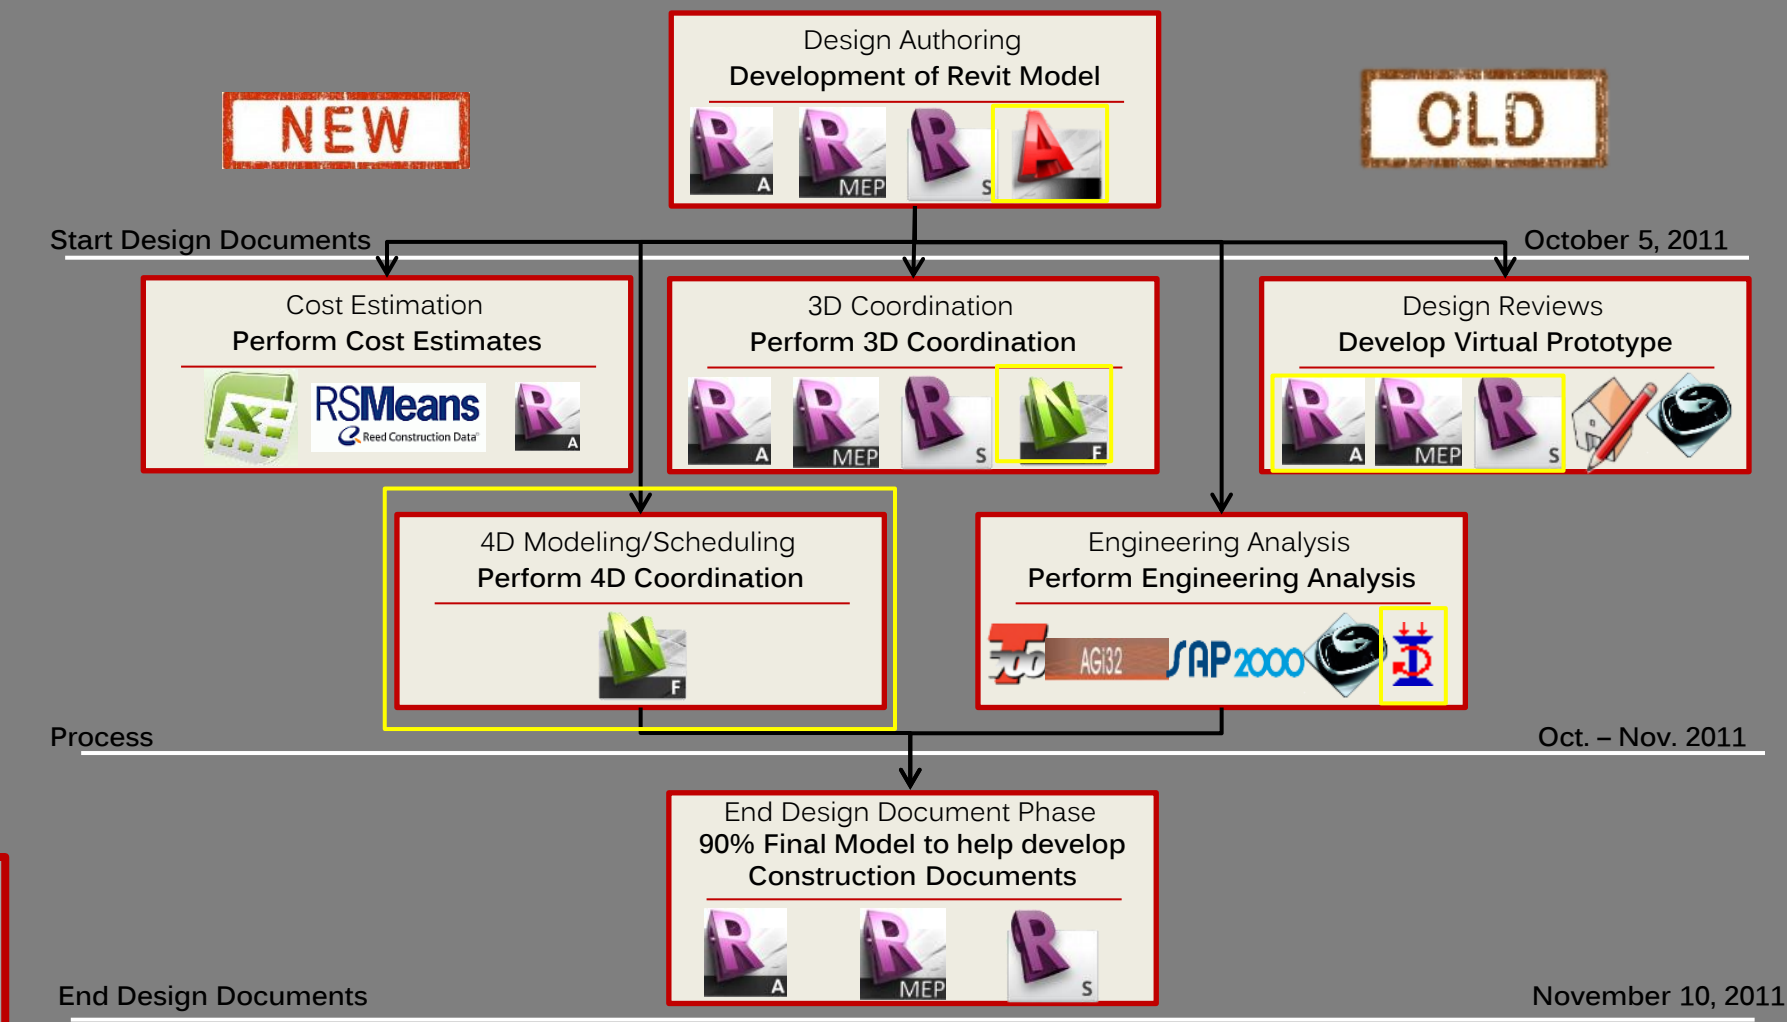 Design Authoring
Development of Revit Model
NEW
OLD
A
MEP
S
Start Design Documents
October 5, 2011
Cost Estimation
Perform Cost Estimates
RSMeans
Reed Construction Data
A
3D Coordination
Perform 3D Coordination
A
MEP
S
F
Design Reviews
Develop Virtual Prototype
A
MEP
S
4D Modeling/Scheduling
Perform 4D Coordination
F
Engineering Analysis
Perform Engineering Analysis
700
AGi32
SAP2000
Process
Oct. – Nov. 2011
End Design Document Phase
90% Final Model to help develop
Construction Documents
A
MEP
S
End Design Documents
November 10, 2011